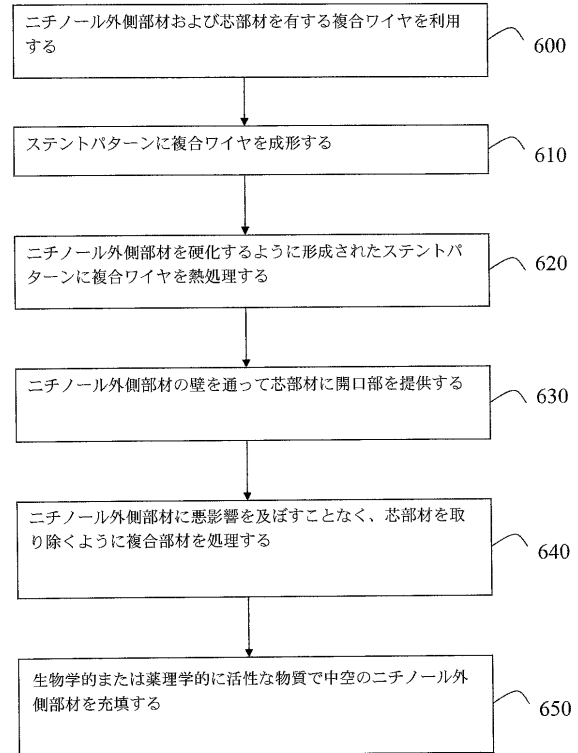 ニチノール外側部材および芯部材を有する複合ワイヤを利用
する
600
ステントパターンに複合ワイヤを成形する
610
ニチノール外側部材を硬化するように形成されたステントパ
ターンに複合ワイヤを熱処理する
620
ニチノール外側部材の壁を通って芯部材に開口部を提供する
630
ニチノール外側部材に悪影響を及ぼすことなく、芯部材を取
り除くように複合部材を処理する
640
生物学的または薬理学的に活性な物質で中空のニチノール外
側部材を充填する
650